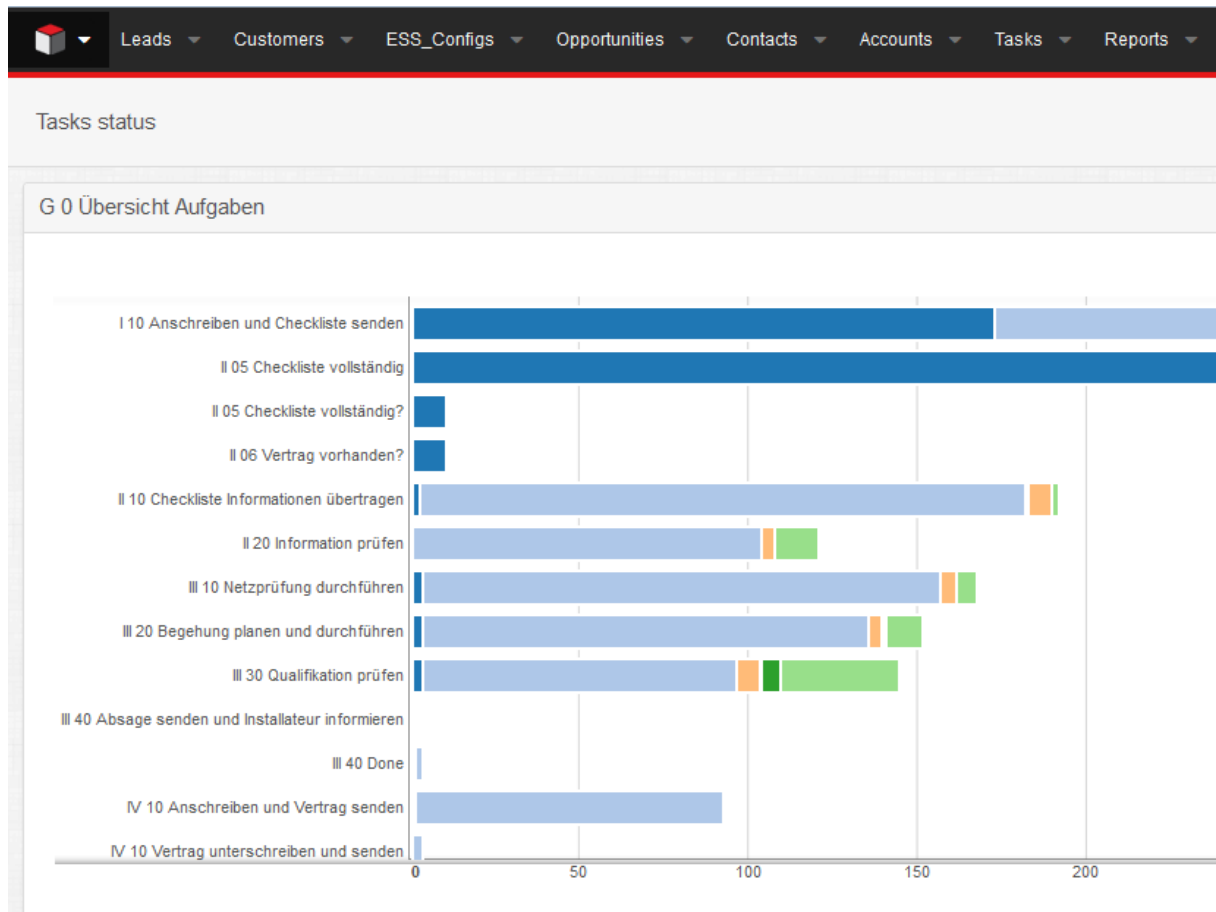 Leads Customers ESS_Configs Opportunities Contacts Accounts Tasks Reports
Tasks status
G 0 Übersicht Aufgaben
I 10 Anschreiben und Checkliste senden
II 05 Checkliste vollständig
II 05 Checkliste vollständig?
II 06 Vertrag vorhanden?
II 10 Checkliste Informationen übertragen
II 20 Information prüfen
III 10 Netzprüfung durchführen
III 20 Begehung planen und durchführen
III 30 Qualifikation prüfen
III 40 Absage senden und Installateur informieren
III 40 Done
IV 10 Anschreiben und Vertrag senden
IV 10 Vertrag unterschreiben und senden
0 50 100 150 200